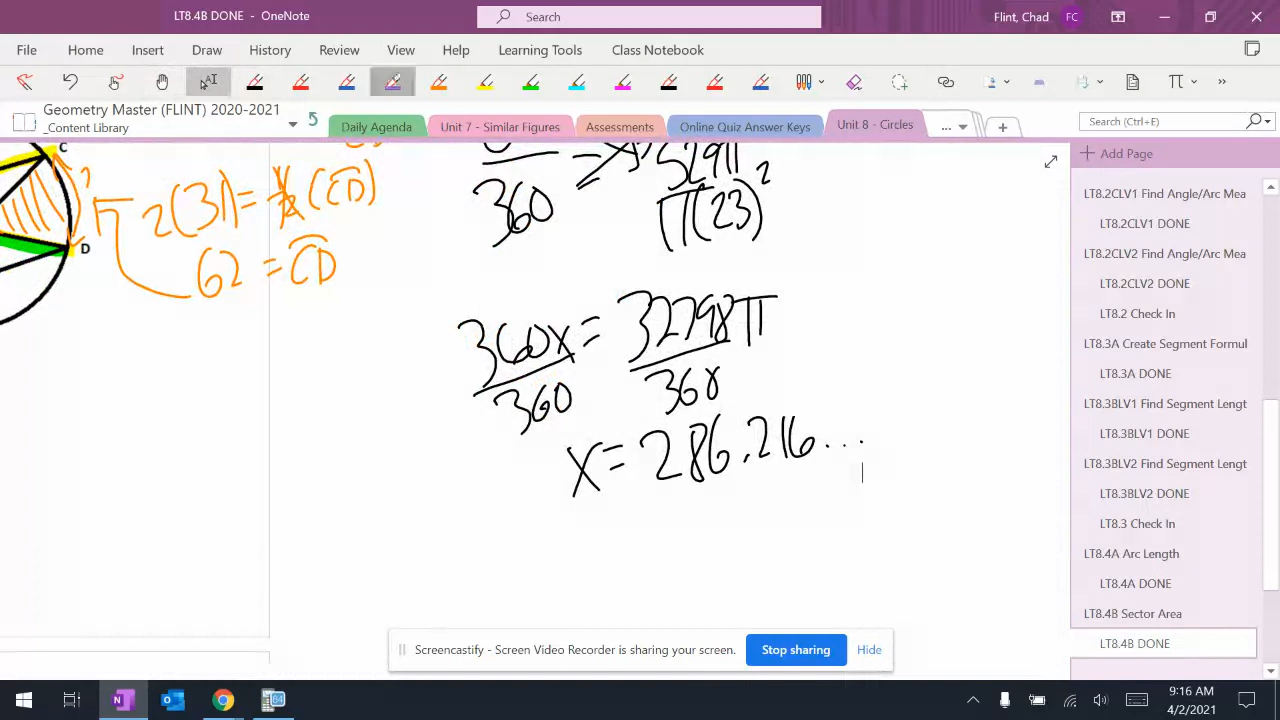 LT8.4B DONE - OneNote
Search
Flint, Chad FC
File Home Insert Draw History Review View Help Learning Tools Class Notebook
Geometry Master (FLINT) 2020-2021
_Content Library
Daily Agenda Unit 7 - Similar Figures Assessments Online Quiz Answer Keys Unit 8 - Circles ... +
Search (Ctrl+E)
Add Page
LT8.2CLV1 Find Angle/Arc Mea
LT8.2CLV1 DONE
LT8.2CLV2 Find Angle/Arc Mea
LT8.2CLV2 DONE
LT8.2 Check In
LT8.3A Create Segment Formul
LT8.3A DONE
LT8.3BLV1 Find Segment Lengt
LT8.3BLV1 DONE
LT8.3BLV2 Find Segment Lengt
LT8.3BLV2 DONE
LT8.3 Check In
LT8.4A Arc Length
LT8.4A DONE
LT8.4B Sector Area
LT8.4B DONE
C
D
?
2(31)= ½ (CD)
62 = CD
360
529π
π(23)²
360x = 32798π
360 360
x = 286.216...
Screencastify - Screen Video Recorder is sharing your screen. Stop sharing Hide
9:16 AM
4/2/2021